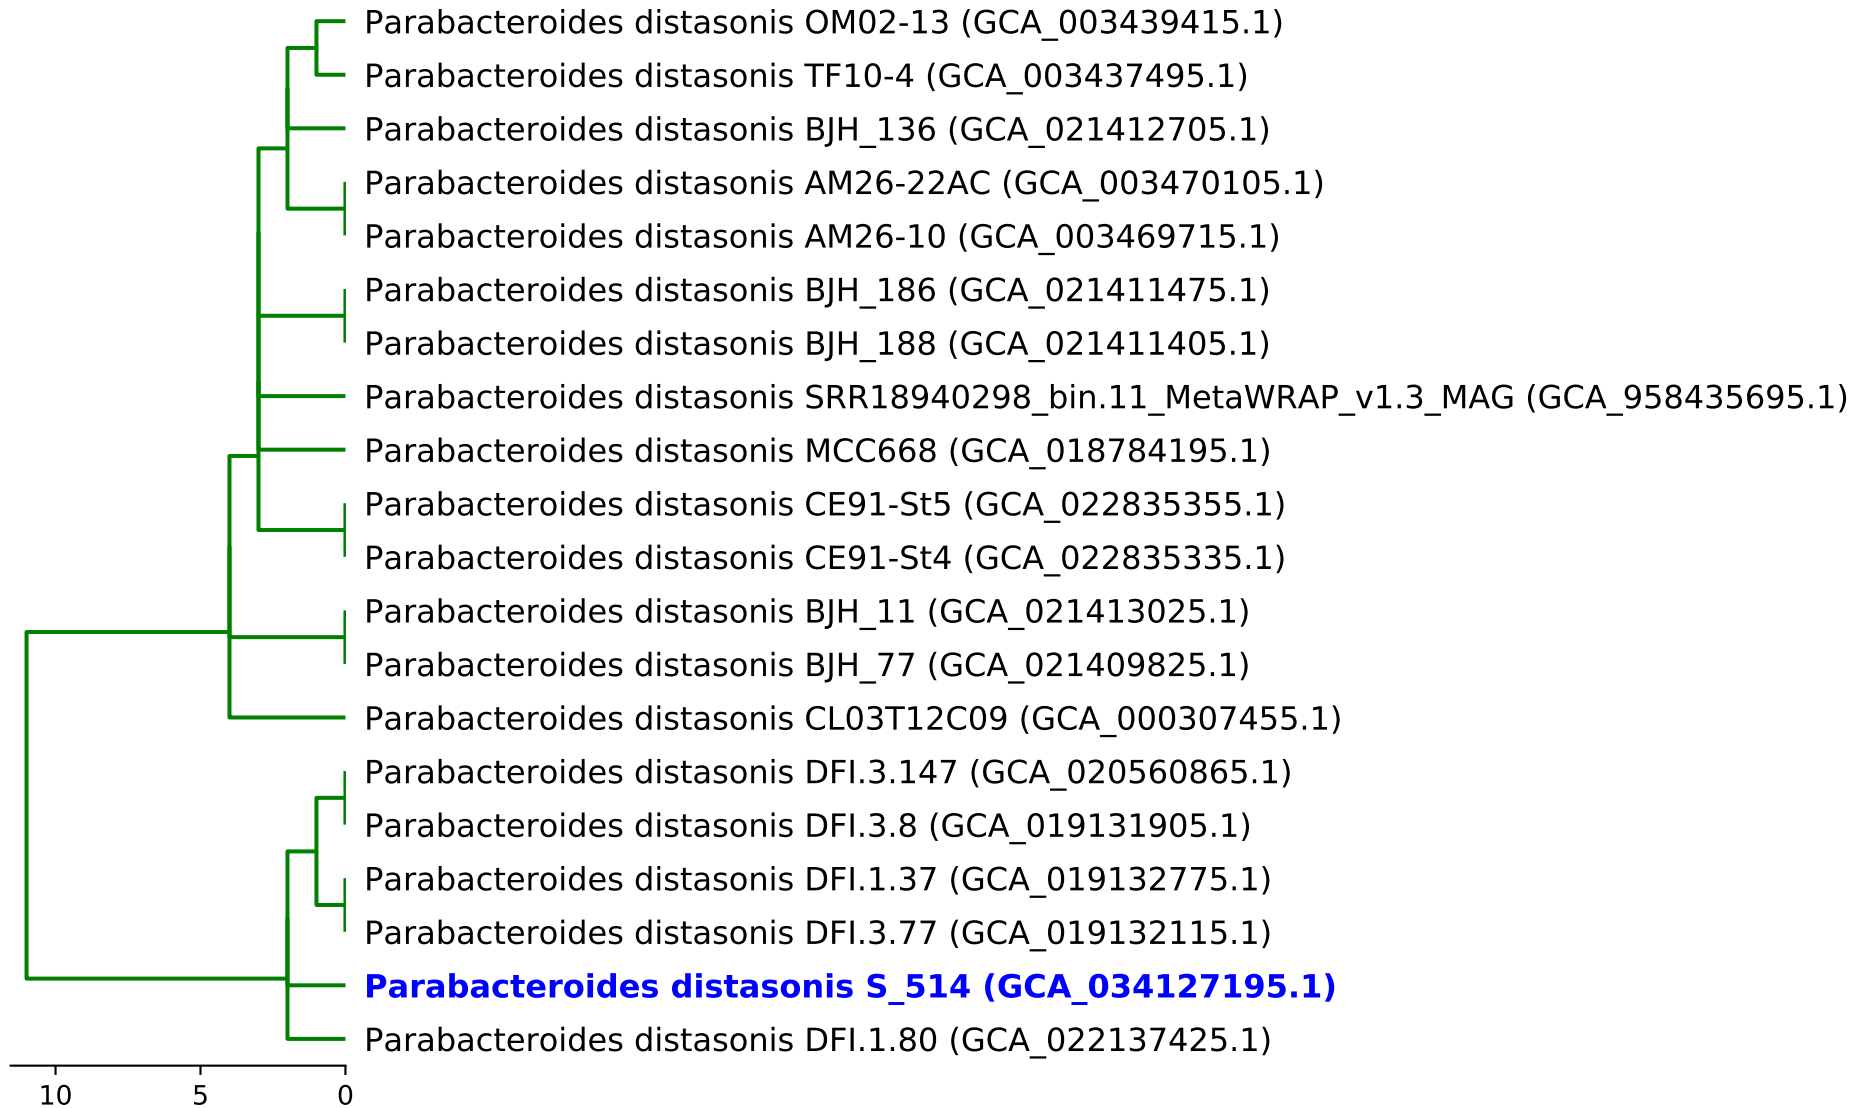 Parabacteroides distasonis OM02-13 (GCA_003439415.1)
Parabacteroides distasonis TF10-4 (GCA_003437495.1)
Parabacteroides distasonis BJH_136 (GCA_021412705.1)
Parabacteroides distasonis AM26-22AC (GCA_003470105.1)
Parabacteroides distasonis AM26-10 (GCA_003469715.1)
Parabacteroides distasonis BJH_186 (GCA_021411475.1)
Parabacteroides distasonis BJH_188 (GCA_021411405.1)
Parabacteroides distasonis SRR18940298_bin.11_MetaWRAP_v1.3_MAG (GCA_958435695.1)
Parabacteroides distasonis MCC668 (GCA_018784195.1)
Parabacteroides distasonis CE91-St5 (GCA_022835355.1)
Parabacteroides distasonis CE91-St4 (GCA_022835335.1)
Parabacteroides distasonis BJH_11 (GCA_021413025.1)
Parabacteroides distasonis BJH_77 (GCA_021409825.1)
Parabacteroides distasonis CL03T12C09 (GCA_000307455.1)
Parabacteroides distasonis DFI.3.147 (GCA_020560865.1)
Parabacteroides distasonis DFI.3.8 (GCA_019131905.1)
Parabacteroides distasonis DFI.1.37 (GCA_019132775.1)
Parabacteroides distasonis DFI.3.77 (GCA_019132115.1)
Parabacteroides distasonis S_514 (GCA_034127195.1)
Parabacteroides distasonis DFI.1.80 (GCA_022137425.1)
10 5 0